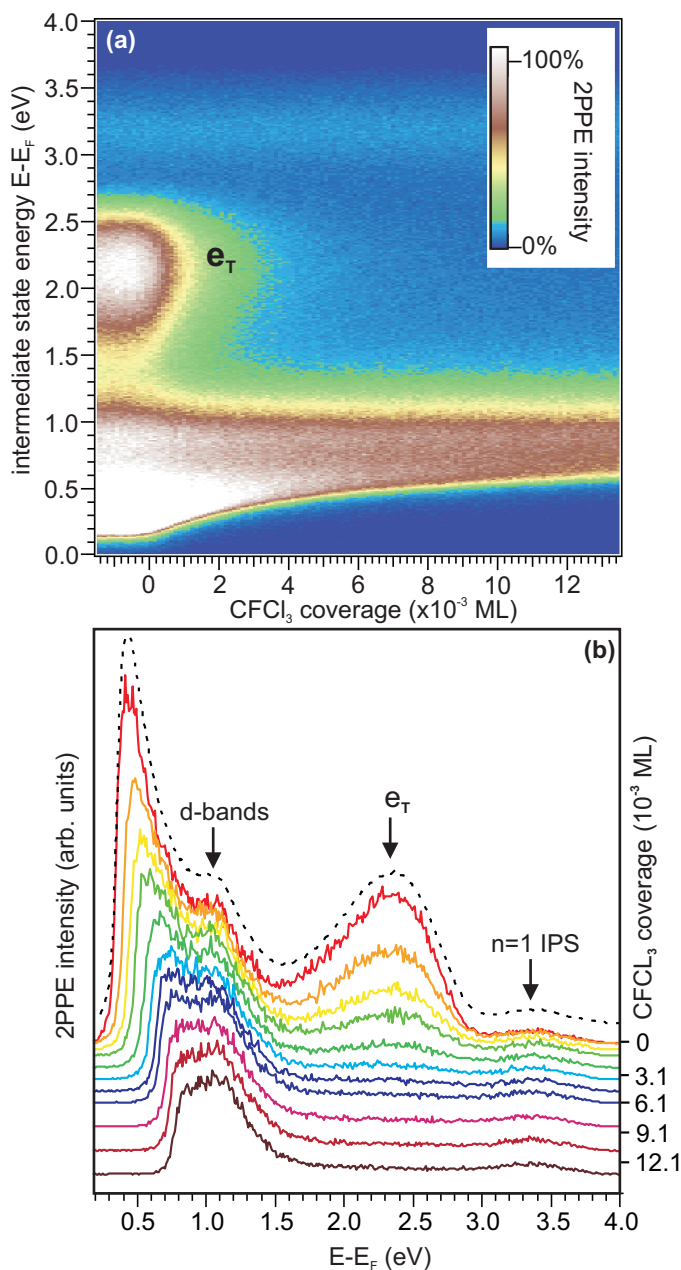 (a)
intermediate state energy E-E_F (eV)
4.0
3.5
3.0
2.5
2.0
1.5
1.0
0.5
0.0
100%
0%
2PPE intensity
e_T
0 2 4 6 8 10 12
CFCl₃ coverage (x10⁻³ ML)
(b)
2PPE intensity (arb. units)
d-bands
e_T
n=1 IPS
0
3.1
6.1
9.1
12.1
CFCL₃ coverage (10⁻³ ML)
0.5 1.0 1.5 2.0 2.5 3.0 3.5 4.0
E-E_F (eV)